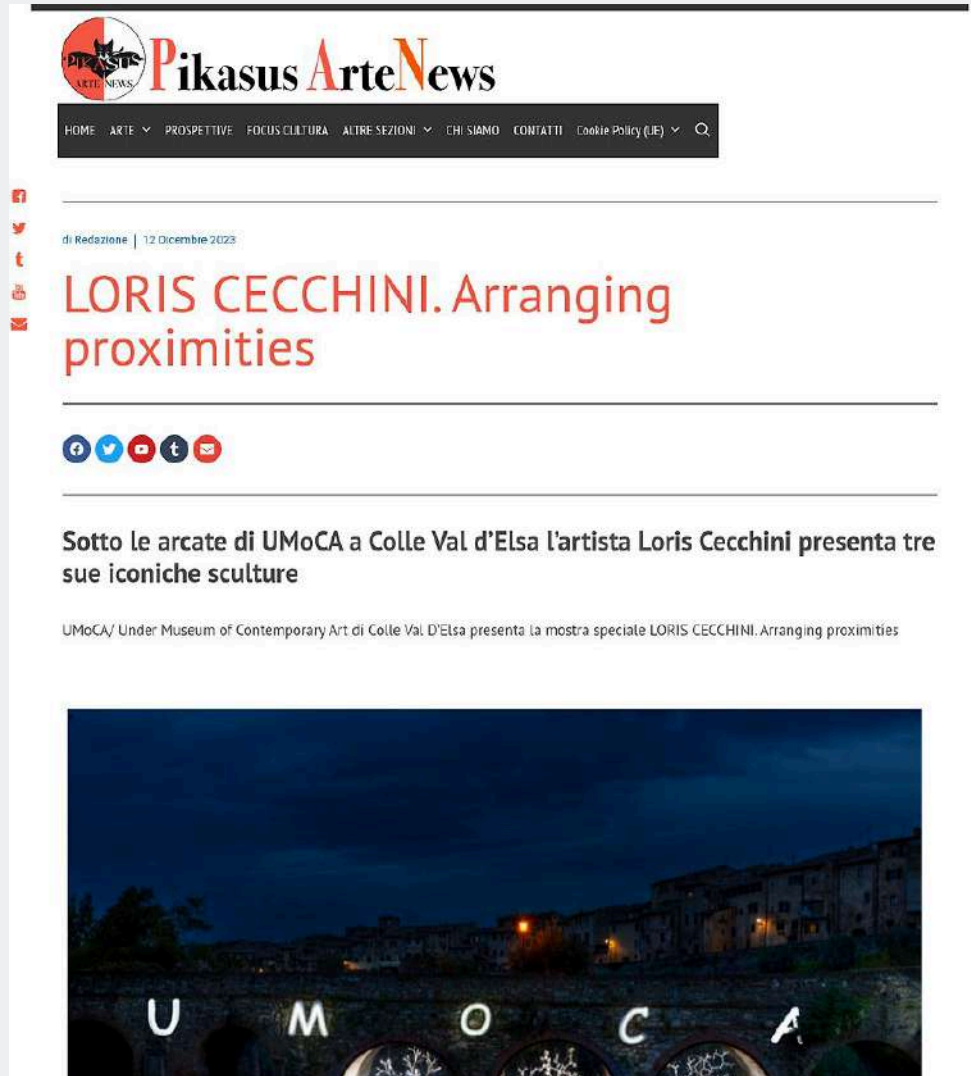 PIKASUS
ARTE NEWS
Pikasus ArteNews
HOME ARTE PROSPETTIVE FOCUS CULTURA ALTRE SEZIONI CHI SIAMO CONTATTI Cookie Policy (UE)
di Redazione | 12 Dicembre 2023
LORIS CECCHINI. Arranging
proximities
Sotto le arcate di UMoCA a Colle Val d'Elsa l'artista Loris Cecchini presenta tre
sue iconiche sculture
UMoCA/ Under Museum of Contemporary Art di Colle Val D'Elsa presenta la mostra speciale LORIS CECCHINI. Arranging proximities
U M O C A